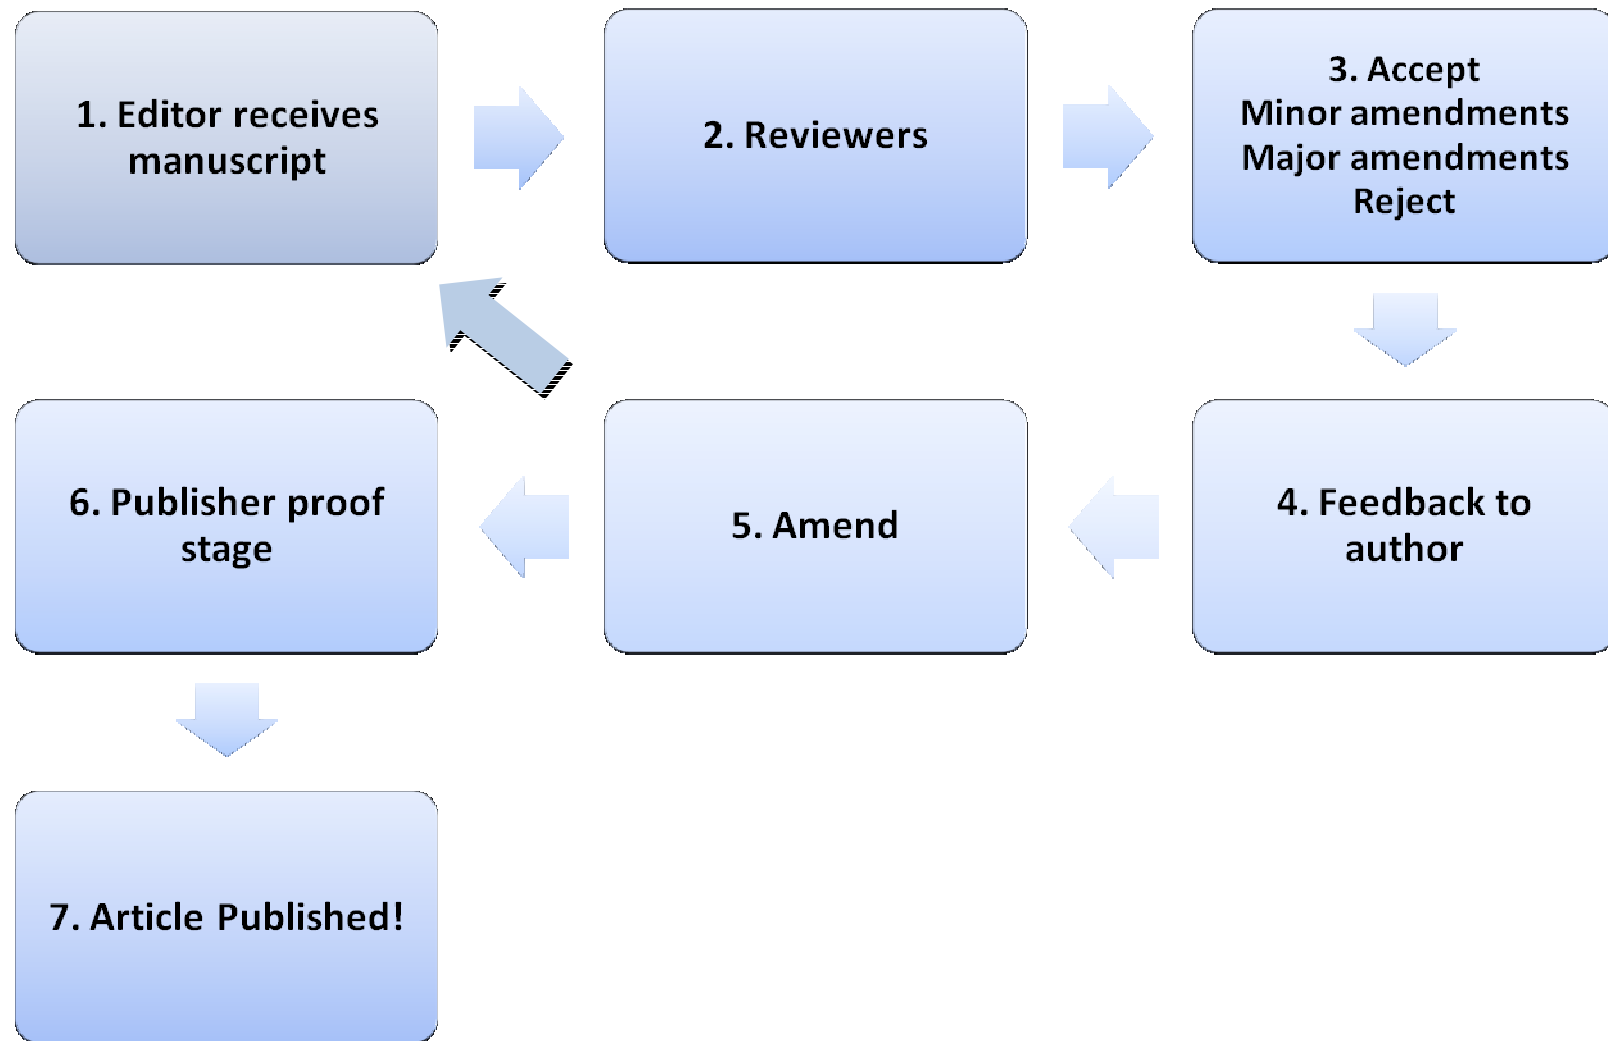 1. Editor receives
manuscript
2. Reviewers
3. Accept
Minor amendments
Major amendments
Reject
6. Publisher proof
stage
5. Amend
4. Feedback to
author
7. Article Published!